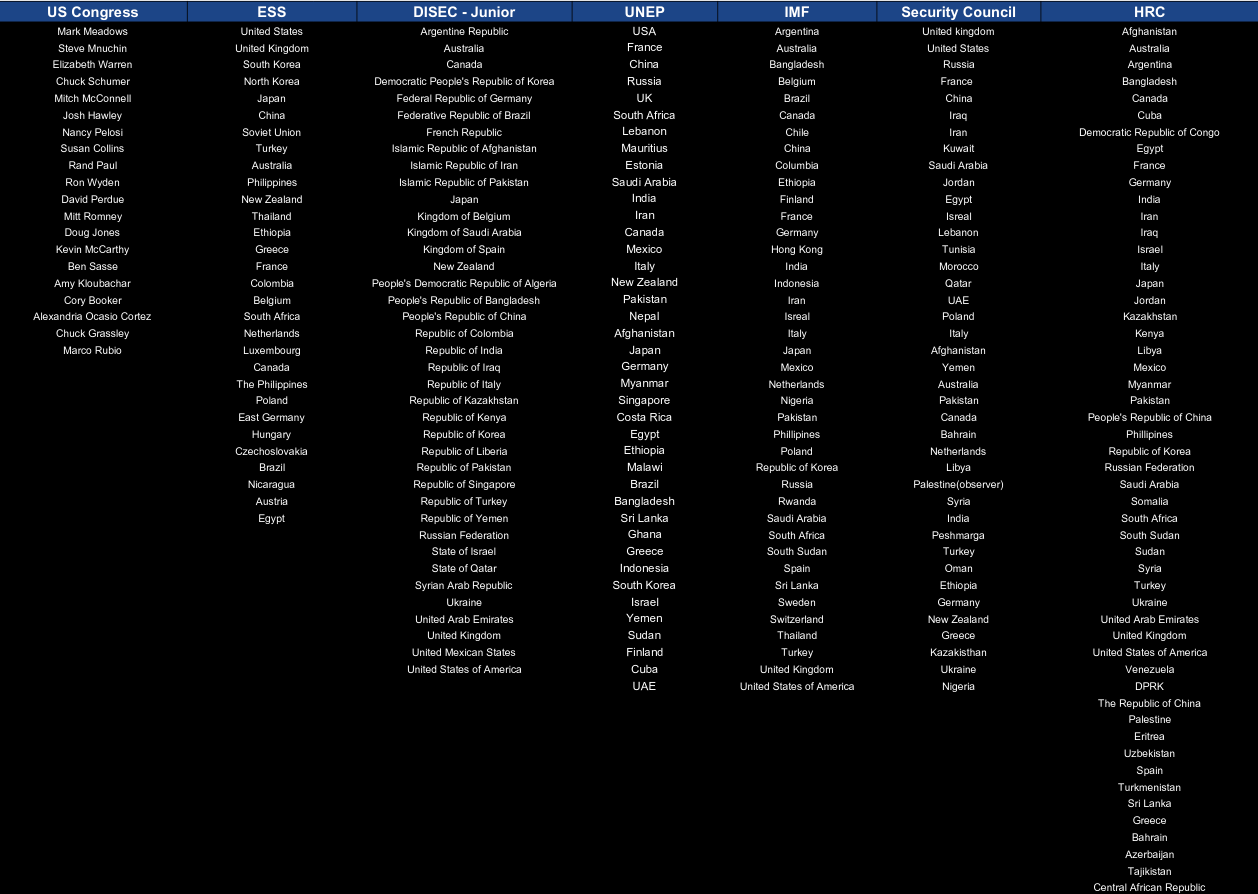 US Congress ESS DISEC - Junior UNEP IMF Security Council HRC
Mark Meadows United States Argentine Republic USA Argentina United kingdom Afghanistan
Steve Mnuchin United Kingdom Australia France Australia United States Australia
Elizabeth Warren South Korea Canada China Bangladesh Russia Argentina
Chuck Schumer North Korea Democratic People's Republic of Korea Russia Belgium France Bangladesh
Mitch McConnell Japan Federal Republic of Germany UK Brazil China Canada
Josh Hawley China Federative Republic of Brazil South Africa Canada Iraq Cuba
Nancy Pelosi Soviet Union French Republic Lebanon Chile Iran Democratic Republic of Congo
Susan Collins Turkey Islamic Republic of Afghanistan Mauritius China Kuwait Egypt
Rand Paul Australia Islamic Republic of Iran Estonia Columbia Saudi Arabia France
Ron Wyden Philippines Islamic Republic of Pakistan Saudi Arabia Ethiopia Jordan Germany
David Perdue New Zealand Japan India Finland Egypt India
Mitt Romney Thailand Kingdom of Belgium Iran France Isreal Iran
Doug Jones Ethiopia Kingdom of Saudi Arabia Canada Germany Lebanon Iraq
Kevin McCarthy Greece Kingdom of Spain Mexico Hong Kong Tunisia Israel
Ben Sasse France New Zealand Italy India Morocco Italy
Amy Kloubachar Colombia People's Democratic Republic of Algeria New Zealand Indonesia Qatar Japan
Cory Booker Belgium People's Republic of Bangladesh Pakistan Iran UAE Jordan
Alexandria Ocasio Cortez South Africa People's Republic of China Nepal Isreal Poland Kazakhstan
Chuck Grassley Netherlands Republic of Colombia Afghanistan Italy Italy Kenya
Marco Rubio Luxembourg Republic of India Japan Japan Afghanistan Libya
Canada Republic of Iraq Germany Mexico Yemen Mexico
The Philippines Republic of Italy Myanmar Netherlands Australia Myanmar
Poland Republic of Kazakhstan Singapore Nigeria Pakistan Pakistan
East Germany Republic of Kenya Costa Rica Pakistan Canada People's Republic of China
Hungary Republic of Korea Egypt Phillipines Bahrain Phillipines
Czechoslovakia Republic of Liberia Ethiopia Poland Netherlands Republic of Korea
Brazil Republic of Pakistan Malawi Republic of Korea Libya Russian Federation
Nicaragua Republic of Singapore Brazil Russia Palestine(observer) Saudi Arabia
Austria Republic of Turkey Bangladesh Rwanda Syria Somalia
Egypt Republic of Yemen Sri Lanka Saudi Arabia India South Africa
Russian Federation Ghana South Africa Peshmarga South Sudan
State of Israel Greece South Sudan Turkey Sudan
State of Qatar Indonesia Spain Oman Syria
Syrian Arab Republic South Korea Sri Lanka Ethiopia Turkey
Ukraine Israel Sweden Germany Ukraine
United Arab Emirates Yemen Switzerland New Zealand United Arab Emirates
United Kingdom Sudan Thailand Greece United Kingdom
United Mexican States Finland Turkey Kazakisthan United States of America
United States of America Cuba United Kingdom Ukraine Venezuela
UAE United States of America Nigeria DPRK
The Republic of China
Palestine
Eritrea
Uzbekistan
Spain
Turkmenistan
Sri Lanka
Greece
Bahrain
Azerbaijan
Tajikistan
Central African Republic